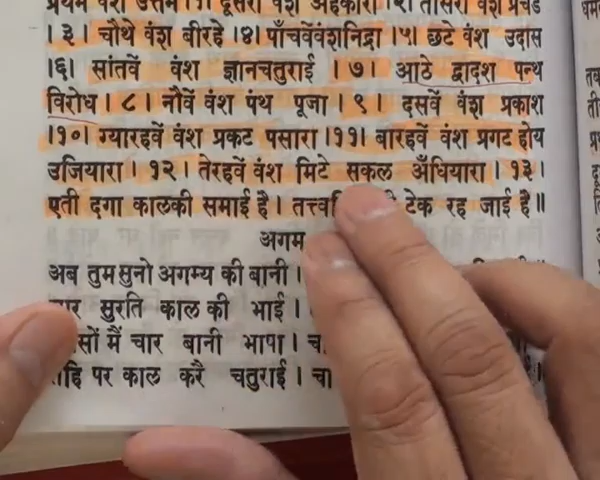 प्रथम वंश उत्तम।१। दूसरा वंश अहंकारी।२। तीसरा वंश प्रचंड
।३। चौथे वंश बीरहे।४। पाँचवेंवंशनिद्रा।५। छटे वंश उदास
।६। सांतवें वंश ज्ञानचतुराई ।७। आठे द्वादश पन्थ
विरोध।८। नौवें वंश पंथ पूजा।९। दसवें वंश प्रकाश
।१०। ग्यारहवें वंश प्रकट पसारा।११। बारहवें वंश प्रगट होय
उजियारा। १२। तेरहवें वंश मिटे सकल अँधियारा। १३।
एती दगा कालकी समाई है। टेक रह जाई है॥
अगम
अब तुम सुनो अगम्य की बानी।
सुरति काल की भाई।
में चार बानी भाषा।
पर काल करै चतुराई।